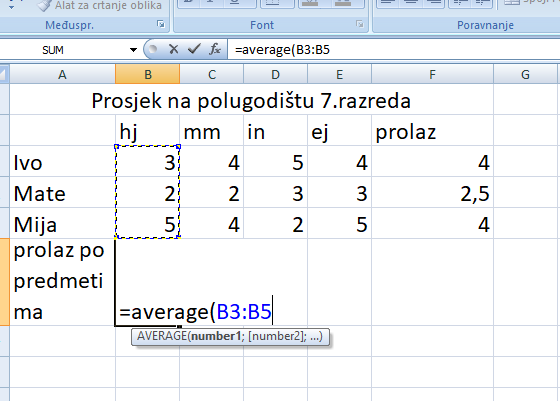 Alat za crtanje oblika
Međuspr.
Font
Poravnanje
SUM
=average(B3:B5
A B C D E F G
Prosjek na polugodištu 7.razreda
hj mm in ej prolaz
Ivo 3 4 5 4 4
Mate 2 2 3 3 2,5
Mija 5 4 2 5 4
prolaz po
predmeti
ma =average(B3:B5
AVERAGE(number1; [number2]; ...)